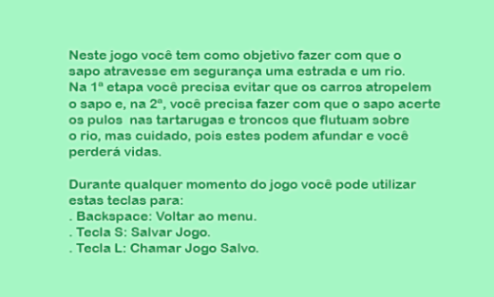 Neste jogo você tem como objetivo fazer com que o
sapo atravesse em segurança uma estrada e um rio.
Na 1ª etapa você precisa evitar que os carros atropelem
o sapo e, na 2ª, você precisa fazer com que o sapo acerte
os pulos nas tartarugas e troncos que flutuam sobre
o rio, mas cuidado, pois estes podem afundar e você
perderá vidas.
Durante qualquer momento do jogo você pode utilizar
estas teclas para:
. Backspace: Voltar ao menu.
. Tecla S: Salvar Jogo.
. Tecla L: Chamar Jogo Salvo.